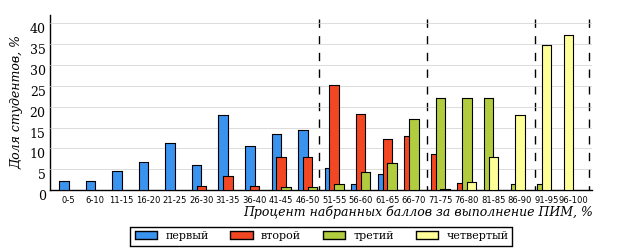 Доля студентов, %
40
35
30
25
20
15
10
5
0
0-5 6-10 11-15 16-20 21-25 26-30 31-35 36-40 41-45 46-50 51-55 56-60 61-65 66-70 71-75 76-80 81-85 86-90 91-95 96-100
Процент набранных баллов за выполнение ПИМ, %
первый второй третий четвертый